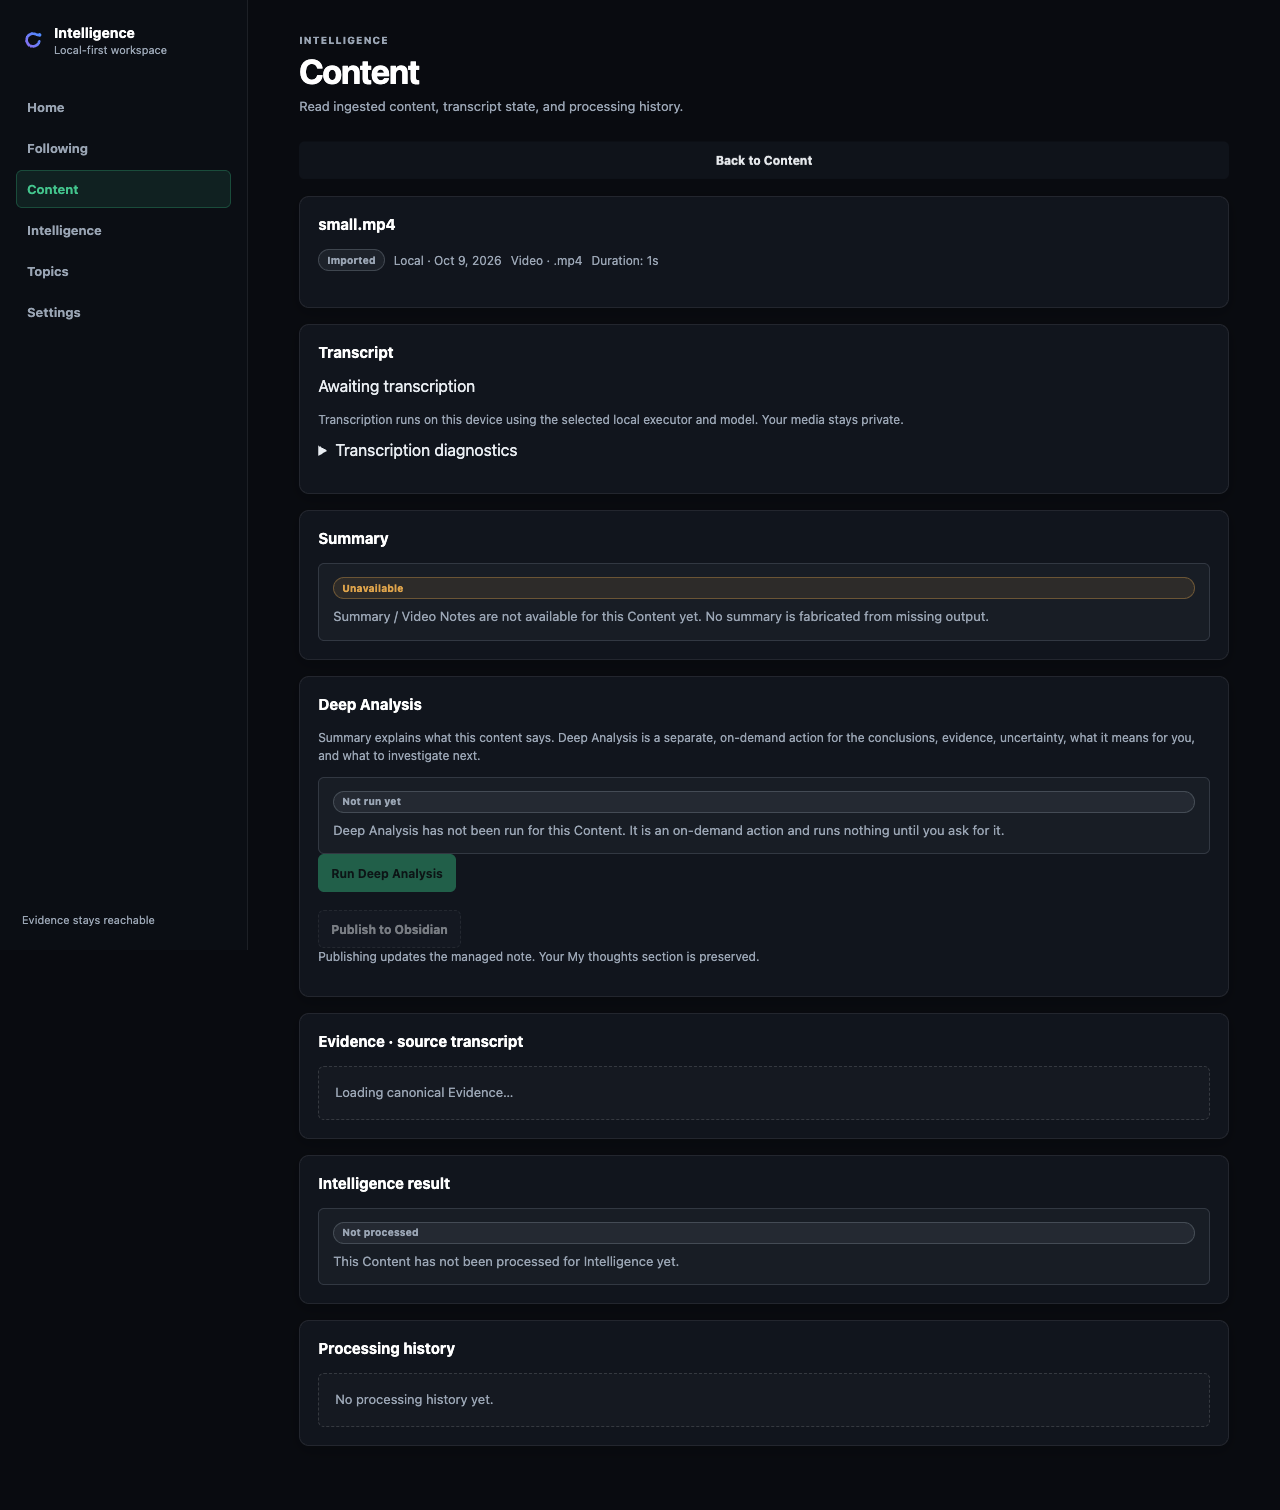 Intelligence
Local-first workspace
Home
Following
Content
Intelligence
Topics
Settings
Evidence stays reachable
INTELLIGENCE
Content
Read ingested content, transcript state, and processing history.
Back to Content
small.mp4
Imported Local · Oct 9, 2026 Video · .mp4 Duration: 1s
Transcript
Awaiting transcription
Transcription runs on this device using the selected local executor and model. Your media stays private.
Transcription diagnostics
Summary
Unavailable
Summary / Video Notes are not available for this Content yet. No summary is fabricated from missing output.
Deep Analysis
Summary explains what this content says. Deep Analysis is a separate, on-demand action for the conclusions, evidence, uncertainty, what it means for you,
and what to investigate next.
Not run yet
Deep Analysis has not been run for this Content. It is an on-demand action and runs nothing until you ask for it.
Run Deep Analysis
Publish to Obsidian
Publishing updates the managed note. Your My thoughts section is preserved.
Evidence · source transcript
Loading canonical Evidence...
Intelligence result
Not processed
This Content has not been processed for Intelligence yet.
Processing history
No processing history yet.